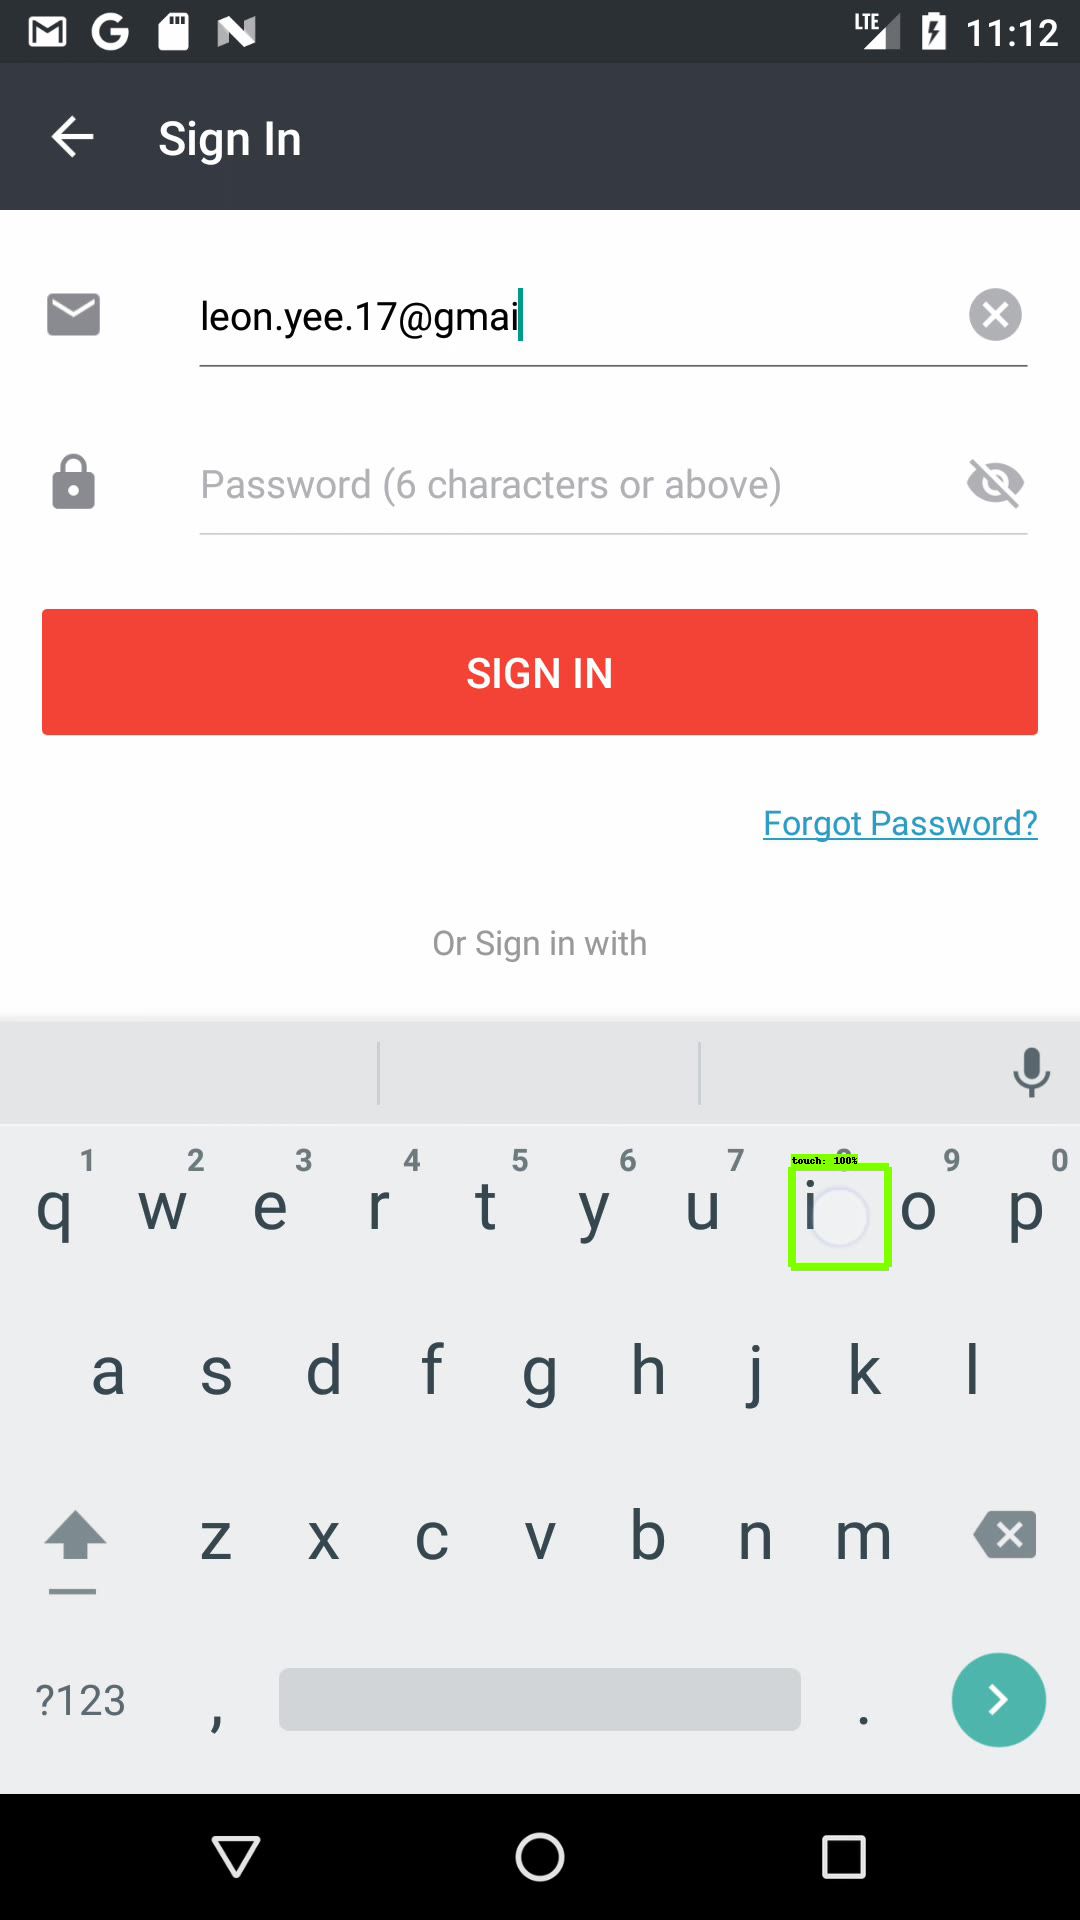 LTE 11:12
Sign In
leon.yee.17@gmai
Password (6 characters or above)
SIGN IN
Forgot Password?
Or Sign in with
1 2 3 4 5 6 7 9 0
touch: 100%
q w e r t y u i o p
a s d f g h j k l
z x c v b n m
?123 , .